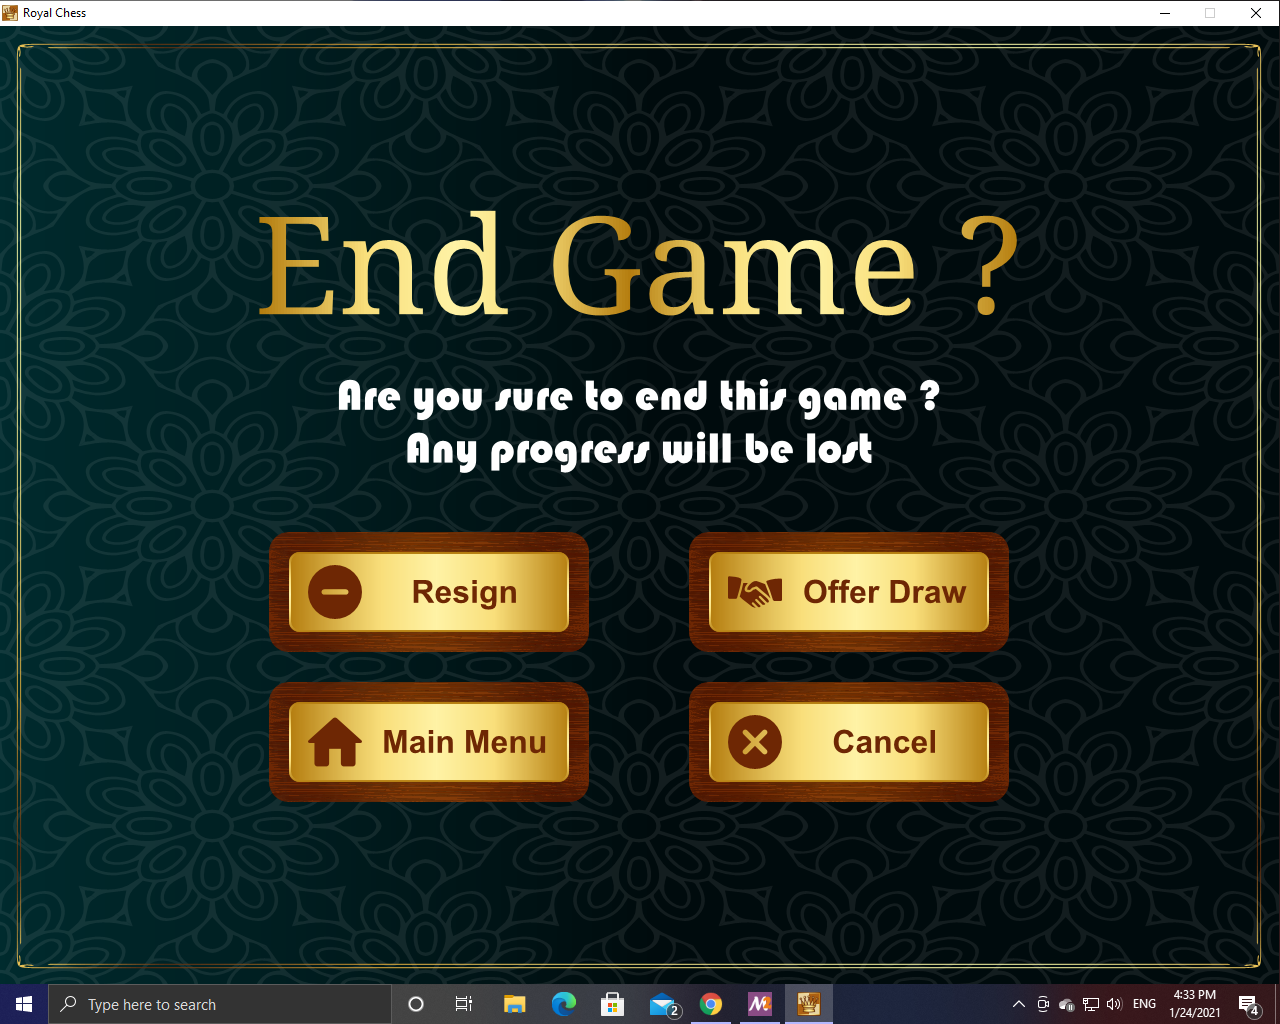 Royal Chess
End Game ?
Are you sure to end this game ?
Any progress will be lost
Resign
Offer Draw
Main Menu
Cancel
Type here to search
2
ENG
4:33 PM
1/24/2021
4